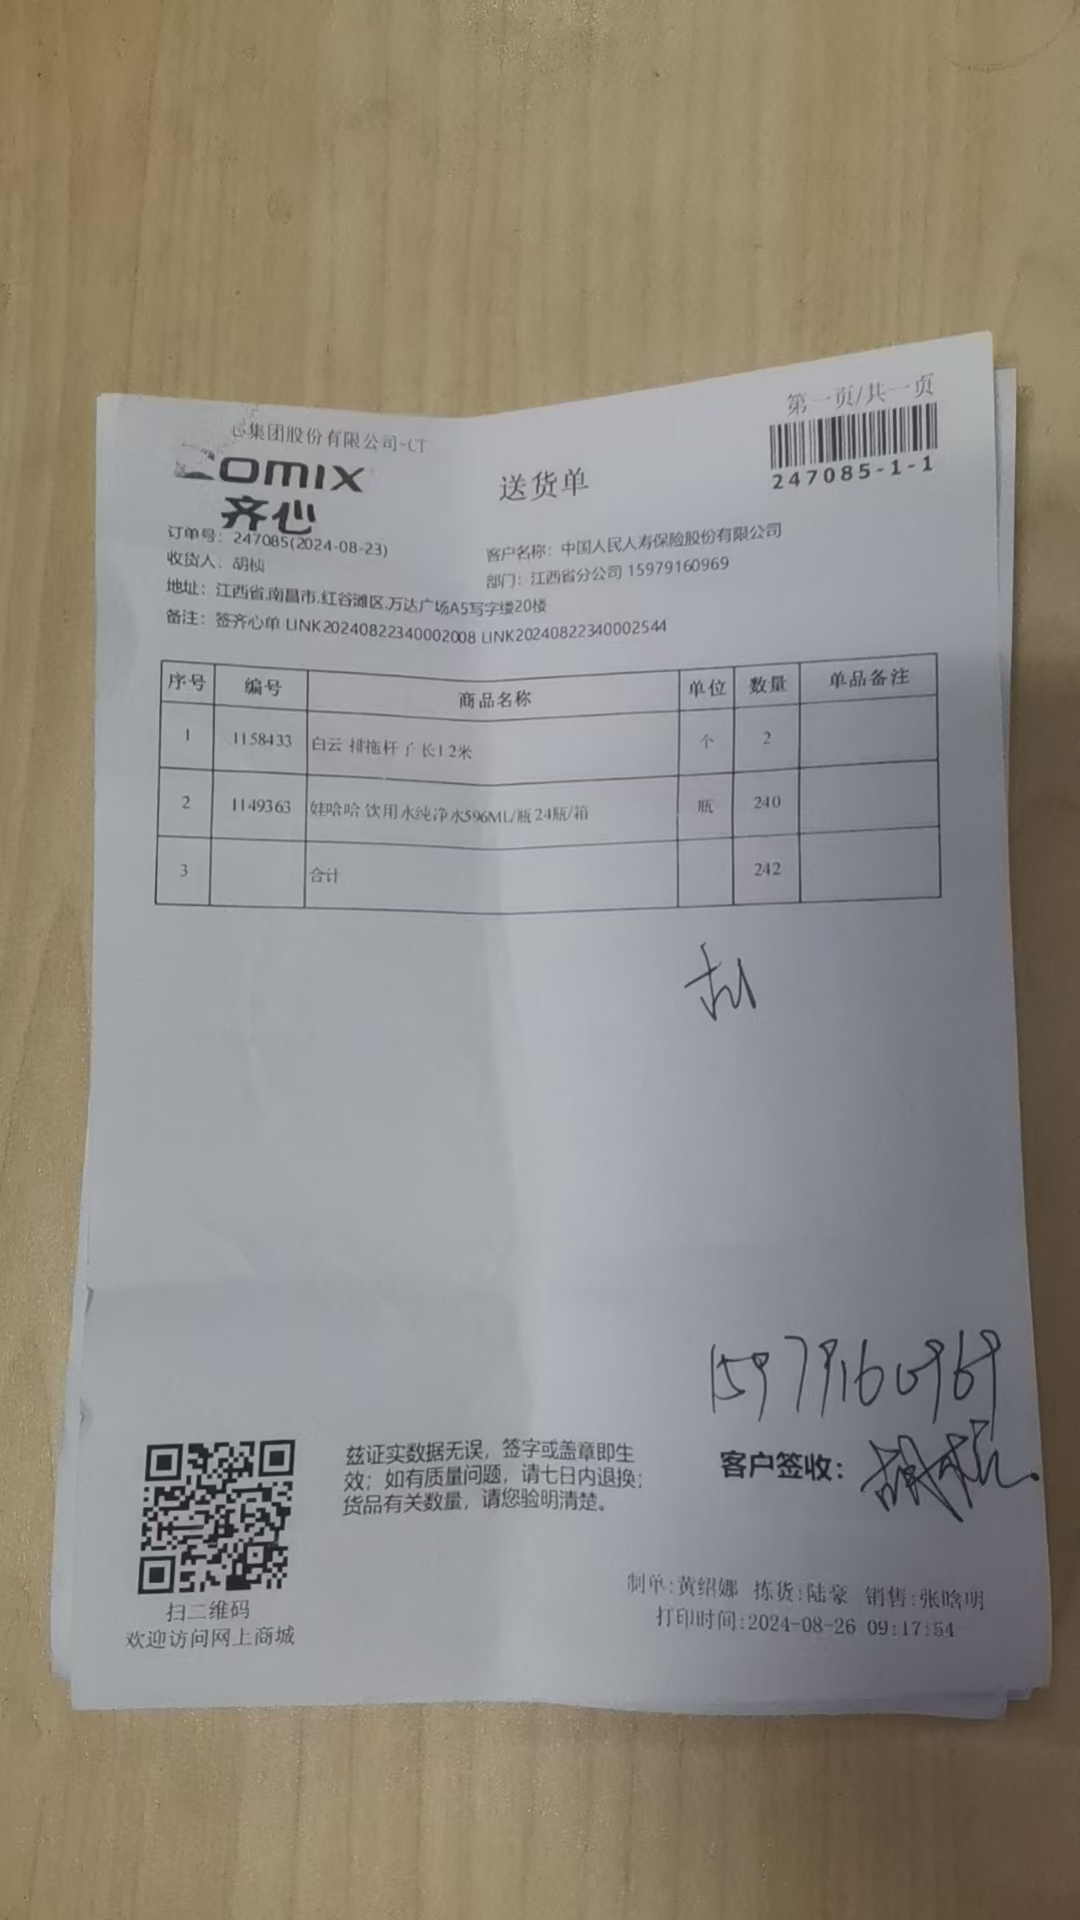 第一页/共一页
心集团股份有限公司-CT
COMIX
齐心
送货单
247085-1-1
订单号：247085(2024-08-23)
客户名称：中国人民人寿保险股份有限公司
收货人：胡桢
部门：江西省分公司 15979160969
地址：江西省.南昌市.红谷滩区.万达广场A5写字楼20楼
备注：签齐心单 LINK20240822340002008 LINK20240822340002544
序号 编号 商品名称 单位 数量 单品备注
1 1158433 白云 排拖杆子 长1.2米 个 2
2 1149363 娃哈哈 饮用水纯净水596ML/瓶 24瓶/箱 瓶 240
3 合计 242
15979160969
兹证实数据无误，签字或盖章即生
效；如有质量问题，请七日内退换；
货品有关数量，请您验明清楚。
客户签收：胡桢
扫二维码
欢迎访问网上商城
制单:黄绍娜 拣货:陆豪 销售:张晗明
打印时间:2024-08-26 09:17:54